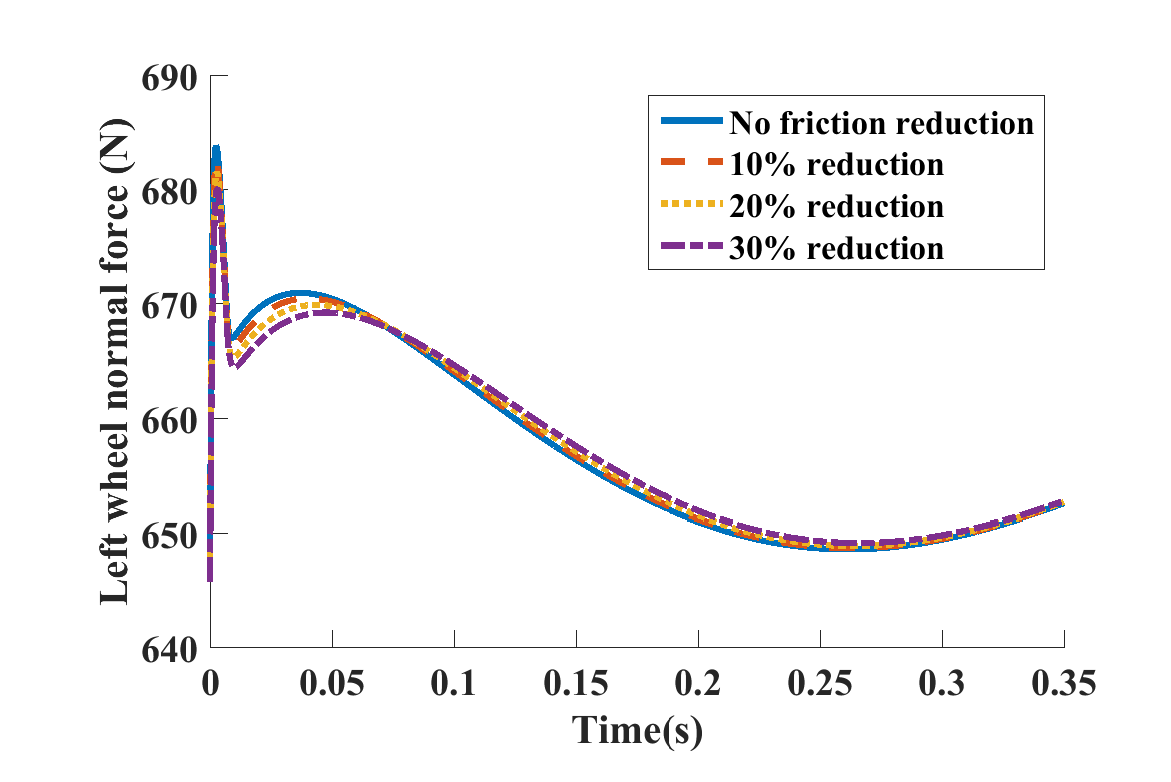 690
680
670
660
650
640
Left wheel normal force (N)
No friction reduction
10% reduction
20% reduction
30% reduction
0
0.05
0.1
0.15
0.2
0.25
0.3
0.35
Time(s)